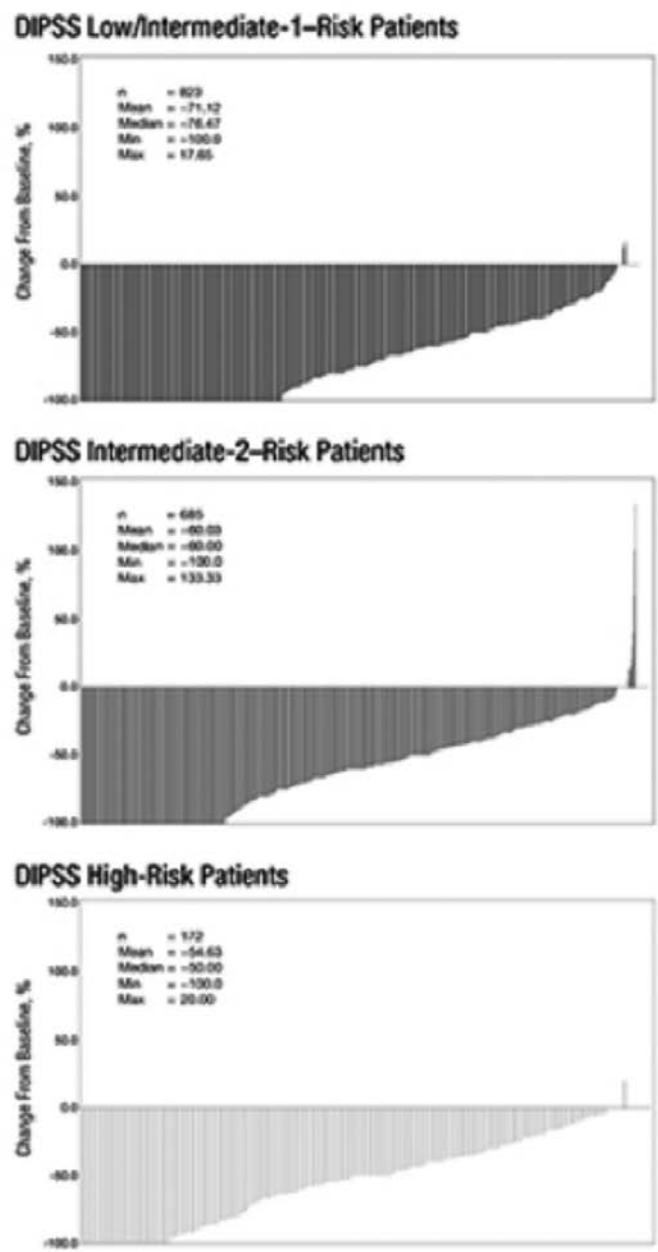 DIPSS Low/Intermediate-1–Risk Patients
Change From Baseline, %
150.0
100.0
50.0
0.0
-50.0
-100.0
n = 823
Mean = -71.12
Median = -76.47
Min = -100.0
Max = 17.65
DIPSS Intermediate-2–Risk Patients
Change From Baseline, %
150.0
100.0
50.0
0.0
-50.0
-100.0
n = 685
Mean = -60.03
Median = -60.00
Min = -100.0
Max = 133.33
DIPSS High-Risk Patients
Change From Baseline, %
150.0
100.0
50.0
0.0
-50.0
-100.0
n = 172
Mean = -54.63
Median = -50.00
Min = -100.0
Max = 20.00